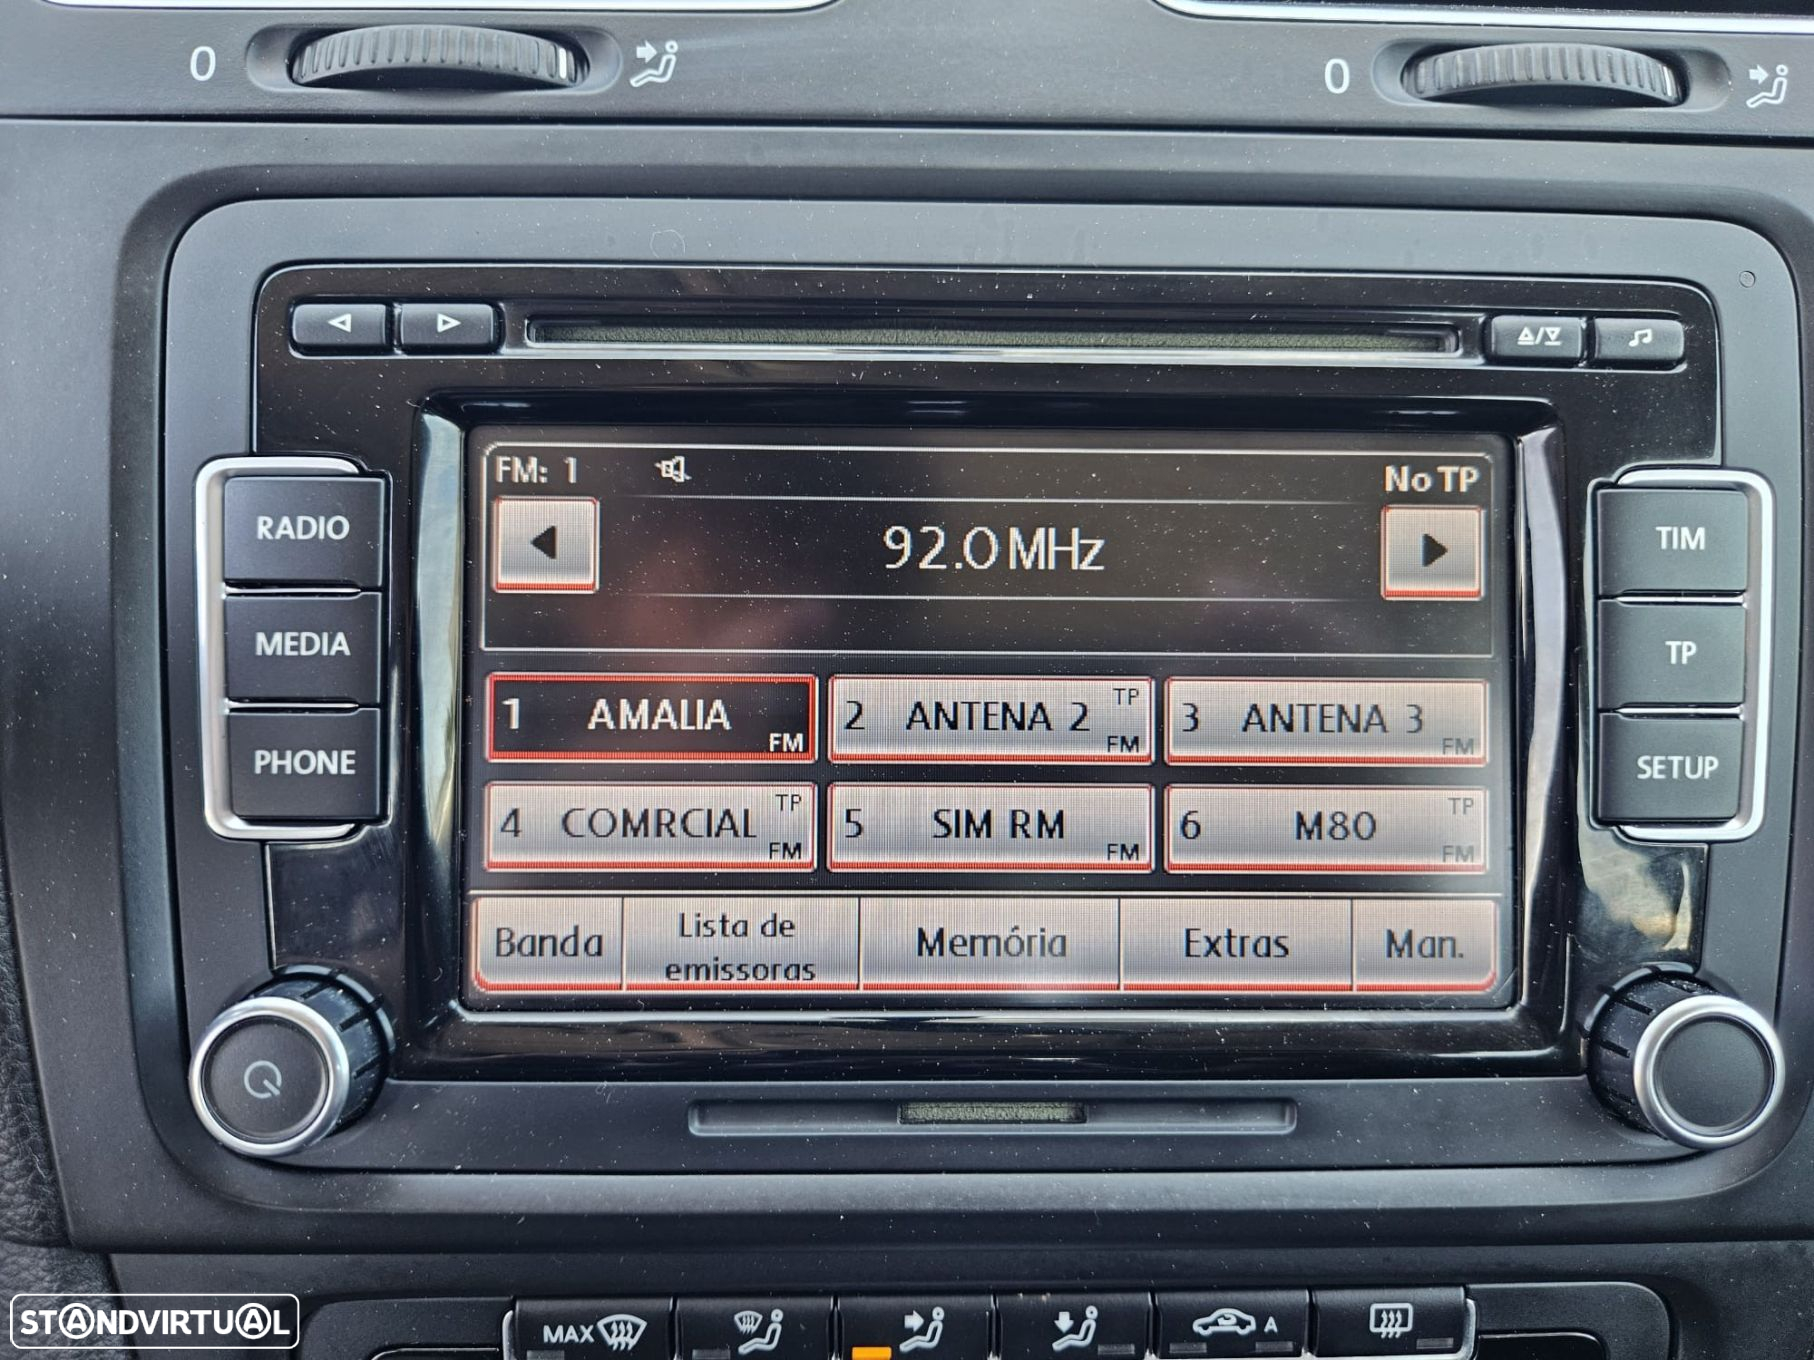 0
0
FM: 1
No TP
92.0 MHz
RADIO
MEDIA
PHONE
TIM
TP
SETUP
1 AMALIA FM
2 ANTENA 2 TP FM
3 ANTENA 3 FM
4 COMRCIAL TP FM
5 SIM RM FM
6 M80 TP FM
Banda
Lista de
emissoras
Memória
Extras
Man.
MAX
A
STANDVIRTUAL